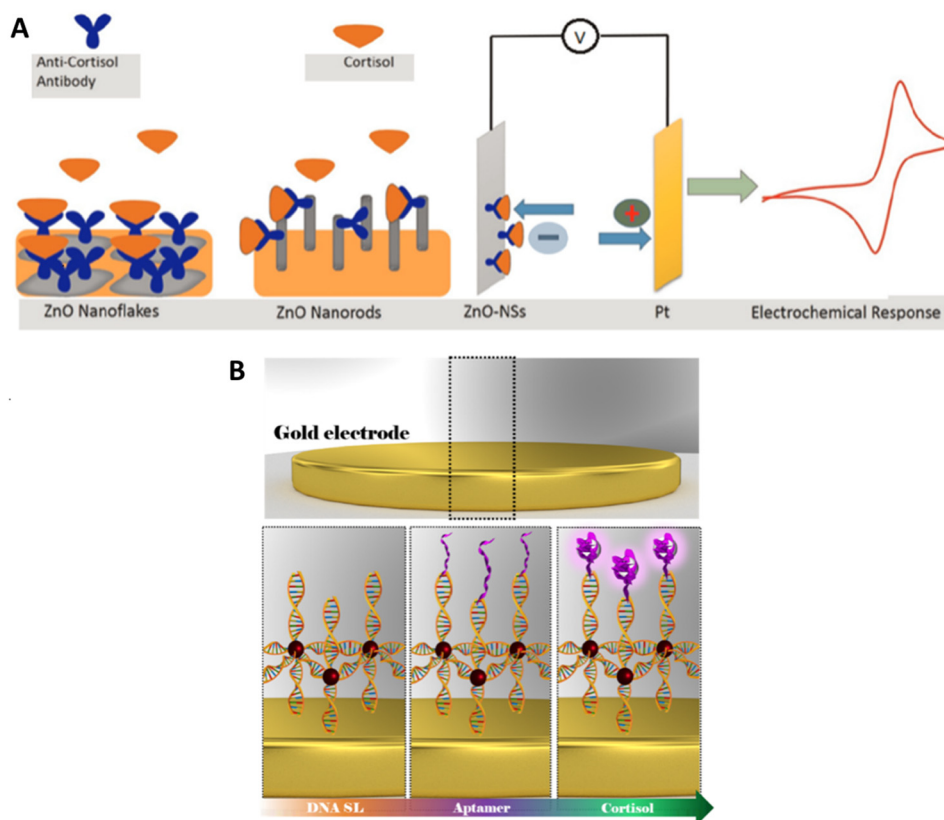 A
Anti-Cortisol
Antibody
Cortisol
V
+
−
ZnO Nanoflakes
ZnO Nanorods
ZnO-NSs
Pt
Electrochemical Response
B
Gold electrode
DNA SL
Aptamer
Cortisol